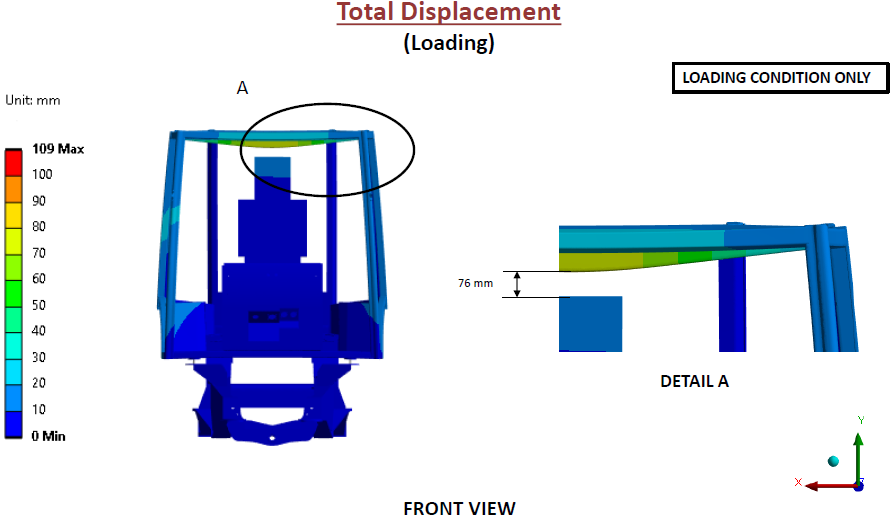 Total Displacement
(Loading)
LOADING CONDITION ONLY
A
Unit: mm
109 Max
100
90
80
70
60
50
40
30
20
10
0 Min
76 mm
DETAIL A
Y
X
Z
FRONT VIEW